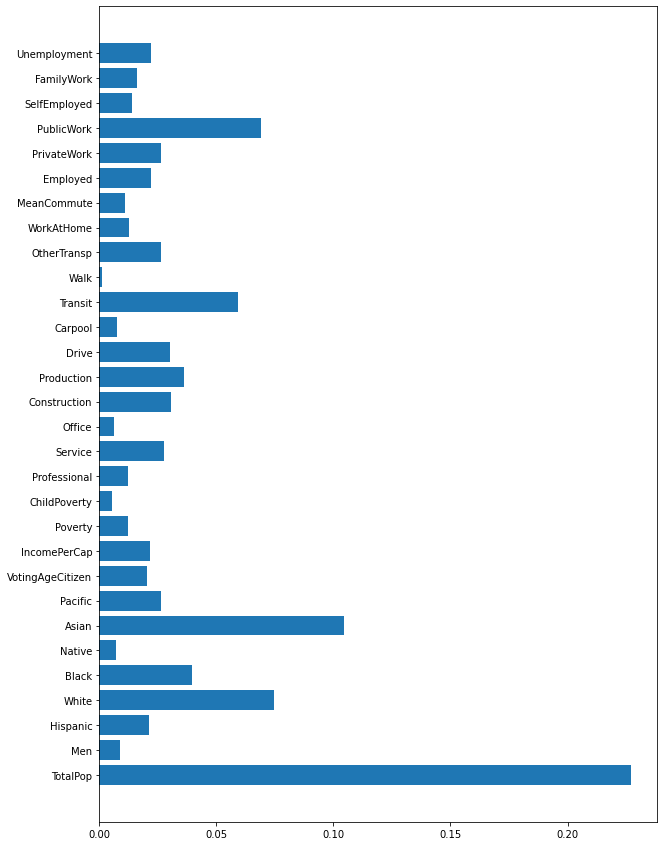 Unemployment
FamilyWork
SelfEmployed
PublicWork
PrivateWork
Employed
MeanCommute
WorkAtHome
OtherTransp
Walk
Transit
Carpool
Drive
Production
Construction
Office
Service
Professional
ChildPoverty
Poverty
IncomePerCap
VotingAgeCitizen
Pacific
Asian
Native
Black
White
Hispanic
Men
TotalPop
0.00 0.05 0.10 0.15 0.20